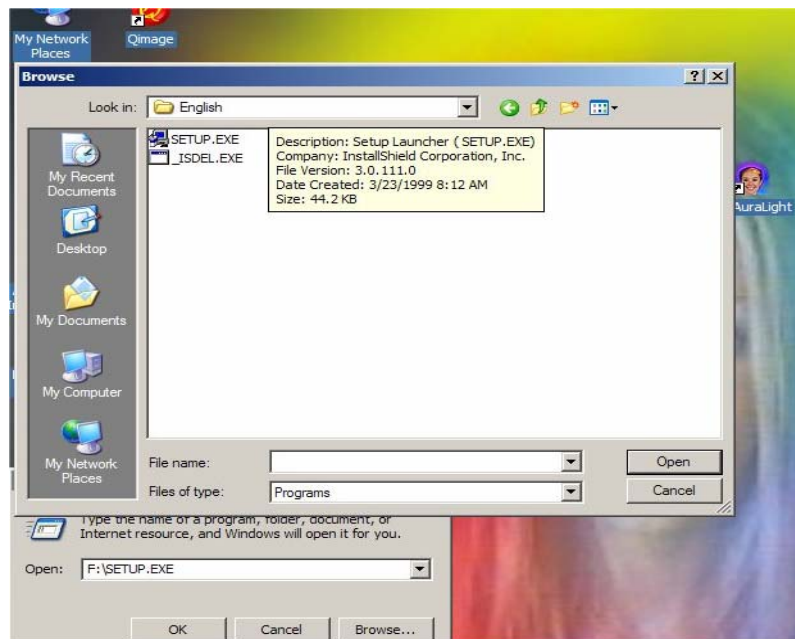 My Network
Places
Qimage
Browse
Look in:
English
SETUP.EXE
_ISDEL.EXE
Description: Setup Launcher ( SETUP.EXE)
Company: InstallShield Corporation, Inc.
File Version: 3.0.111.0
Date Created: 3/23/1999 8:12 AM
Size: 44.2 KB
My Recent
Documents
Desktop
My Documents
My Computer
My Network
Places
AuraLight
File name:
Open
Files of type:
Programs
Cancel
Type the name of a program, folder, document, or
Internet resource, and Windows will open it for you.
Open:
F:\SETUP.EXE
OK
Cancel
Browse...